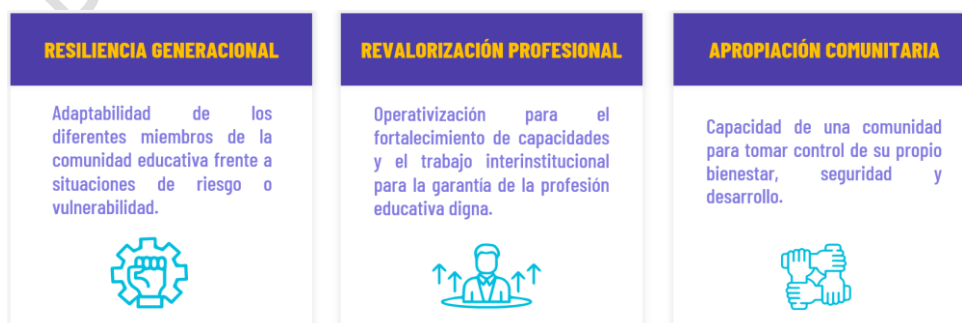 RESILIENCIA GENERACIONAL
Adaptabilidad de los
diferentes miembros de la
comunidad educativa frente a
situaciones de riesgo o
vulnerabilidad.
REVALORIZACIÓN PROFESIONAL
Operativización para el
fortalecimiento de capacidades
y el trabajo interinstitucional
para la garantía de la profesión
educativa digna.
APROPIACIÓN COMUNITARIA
Capacidad de una comunidad
para tomar control de su propio
bienestar, seguridad y
desarrollo.